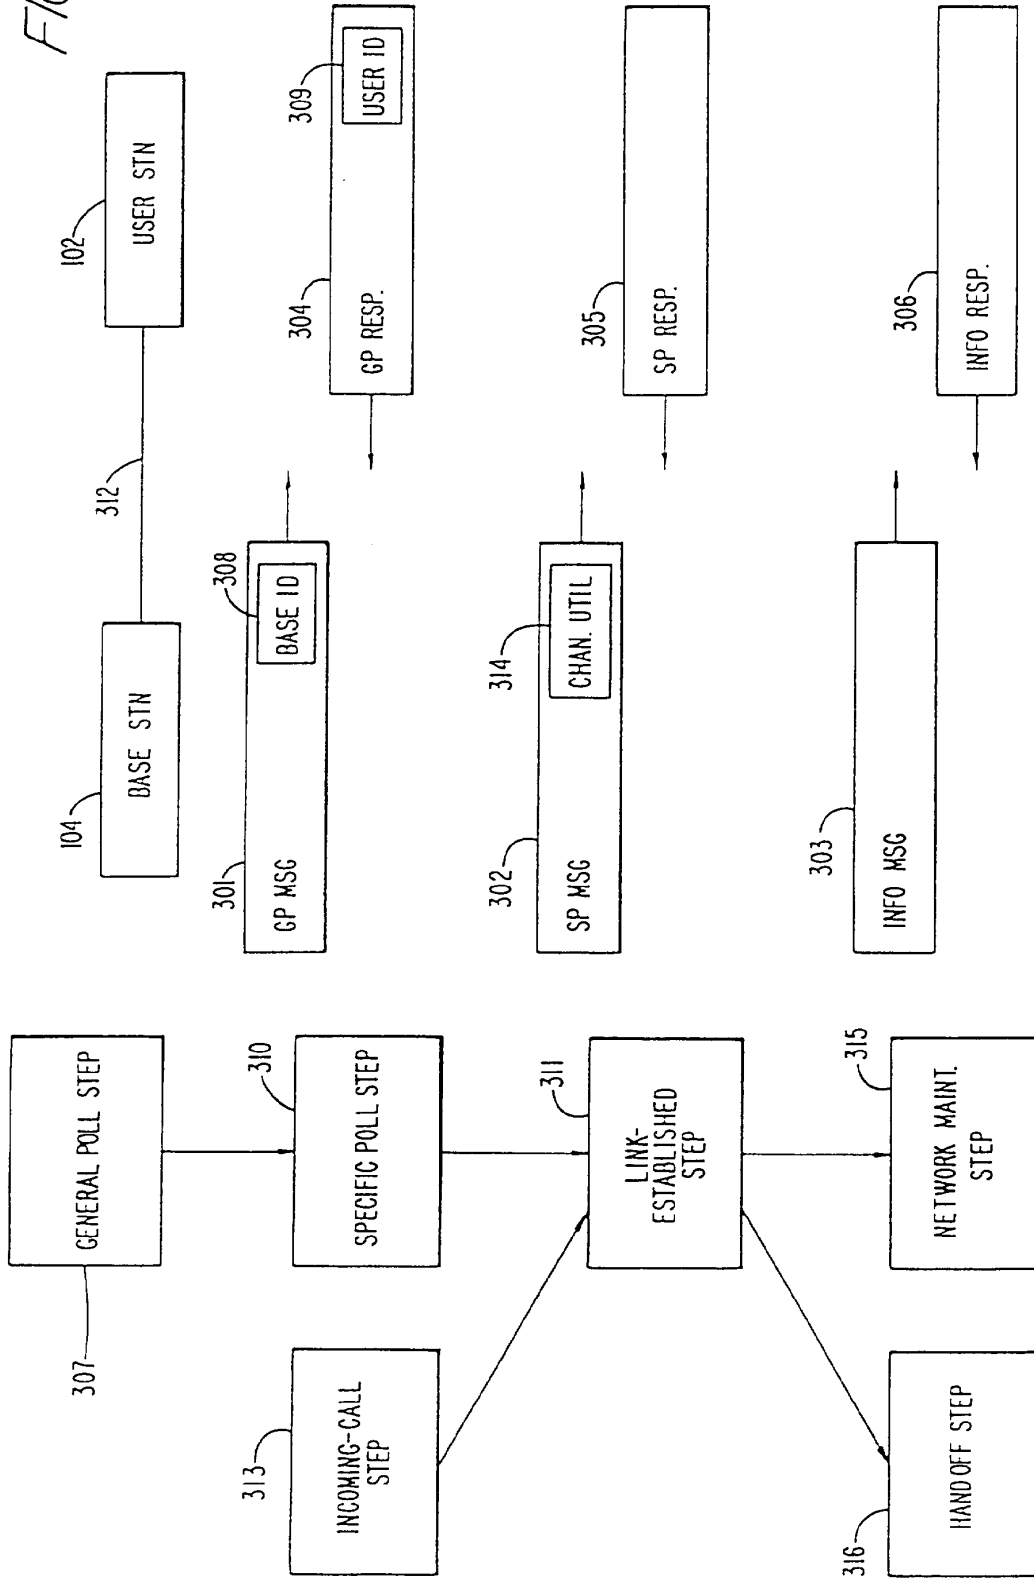 FIG
307
GENERAL POLL STEP
313
INCOMING-CALL
STEP
310
SPECIFIC POLL STEP
311
LINK-
ESTABLISHED
STEP
316
HANDOFF STEP
315
NETWORK MAINT.
STEP
104
BASE STN
312
102
USER STN
301
GP MSG
308
BASE ID
304
GP RESP.
309
USER ID
302
SP MSG
314
CHAN. UTIL
305
SP RESP.
303
INFO MSG
306
INFO RESP.